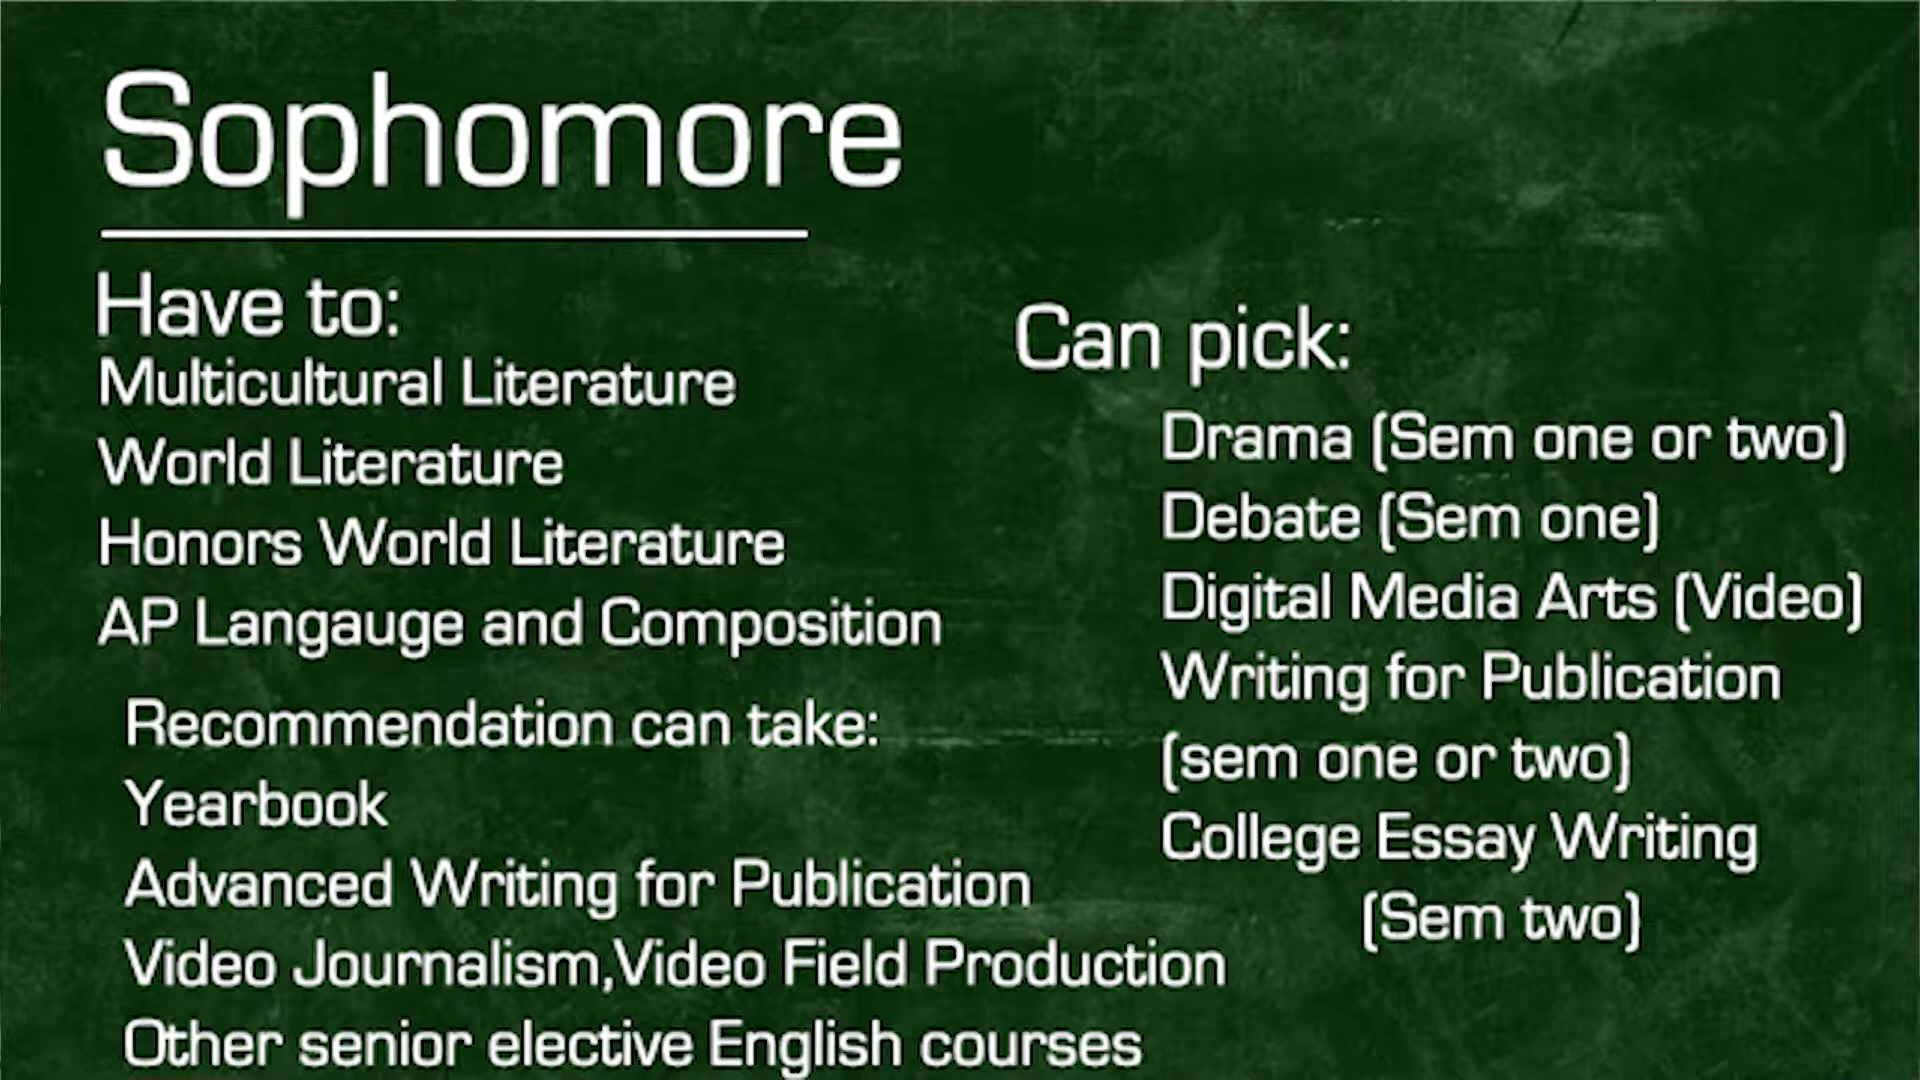 Sophomore
Have to:
Multicultural Literature
World Literature
Honors World Literature
AP Langauge and Composition
Recommendation can take:
Yearbook
Advanced Writing for Publication
Video Journalism,Video Field Production
Other senior elective English courses
Can pick:
Drama (Sem one or two)
Debate (Sem one)
Digital Media Arts (Video)
Writing for Publication
(sem one or two)
College Essay Writing
(Sem two)